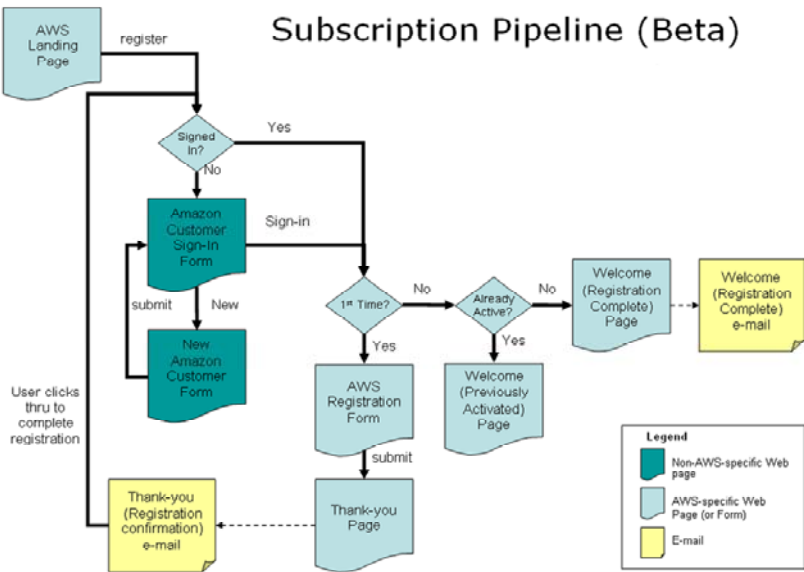 Subscription Pipeline (Beta)
AWS
Landing
Page
register
Signed
In?
Yes
No
Amazon
Customer
Sign-In
Form
Sign-in
submit
New
New
Amazon
Customer
Form
1st Time?
No
Already
Active?
No
Welcome
(Registration
Complete)
Page
Welcome
(Registration
Complete)
e-mail
Yes
Yes
AWS
Registration
Form
Welcome
(Previously
Activated)
Page
User clicks
thru to
complete
registration
submit
Thank-you
(Registration
confirmation)
e-mail
Thank-you
Page
Legend
Non-AWS-specific Web
page
AWS-specific Web
Page (or Form)
E-mail